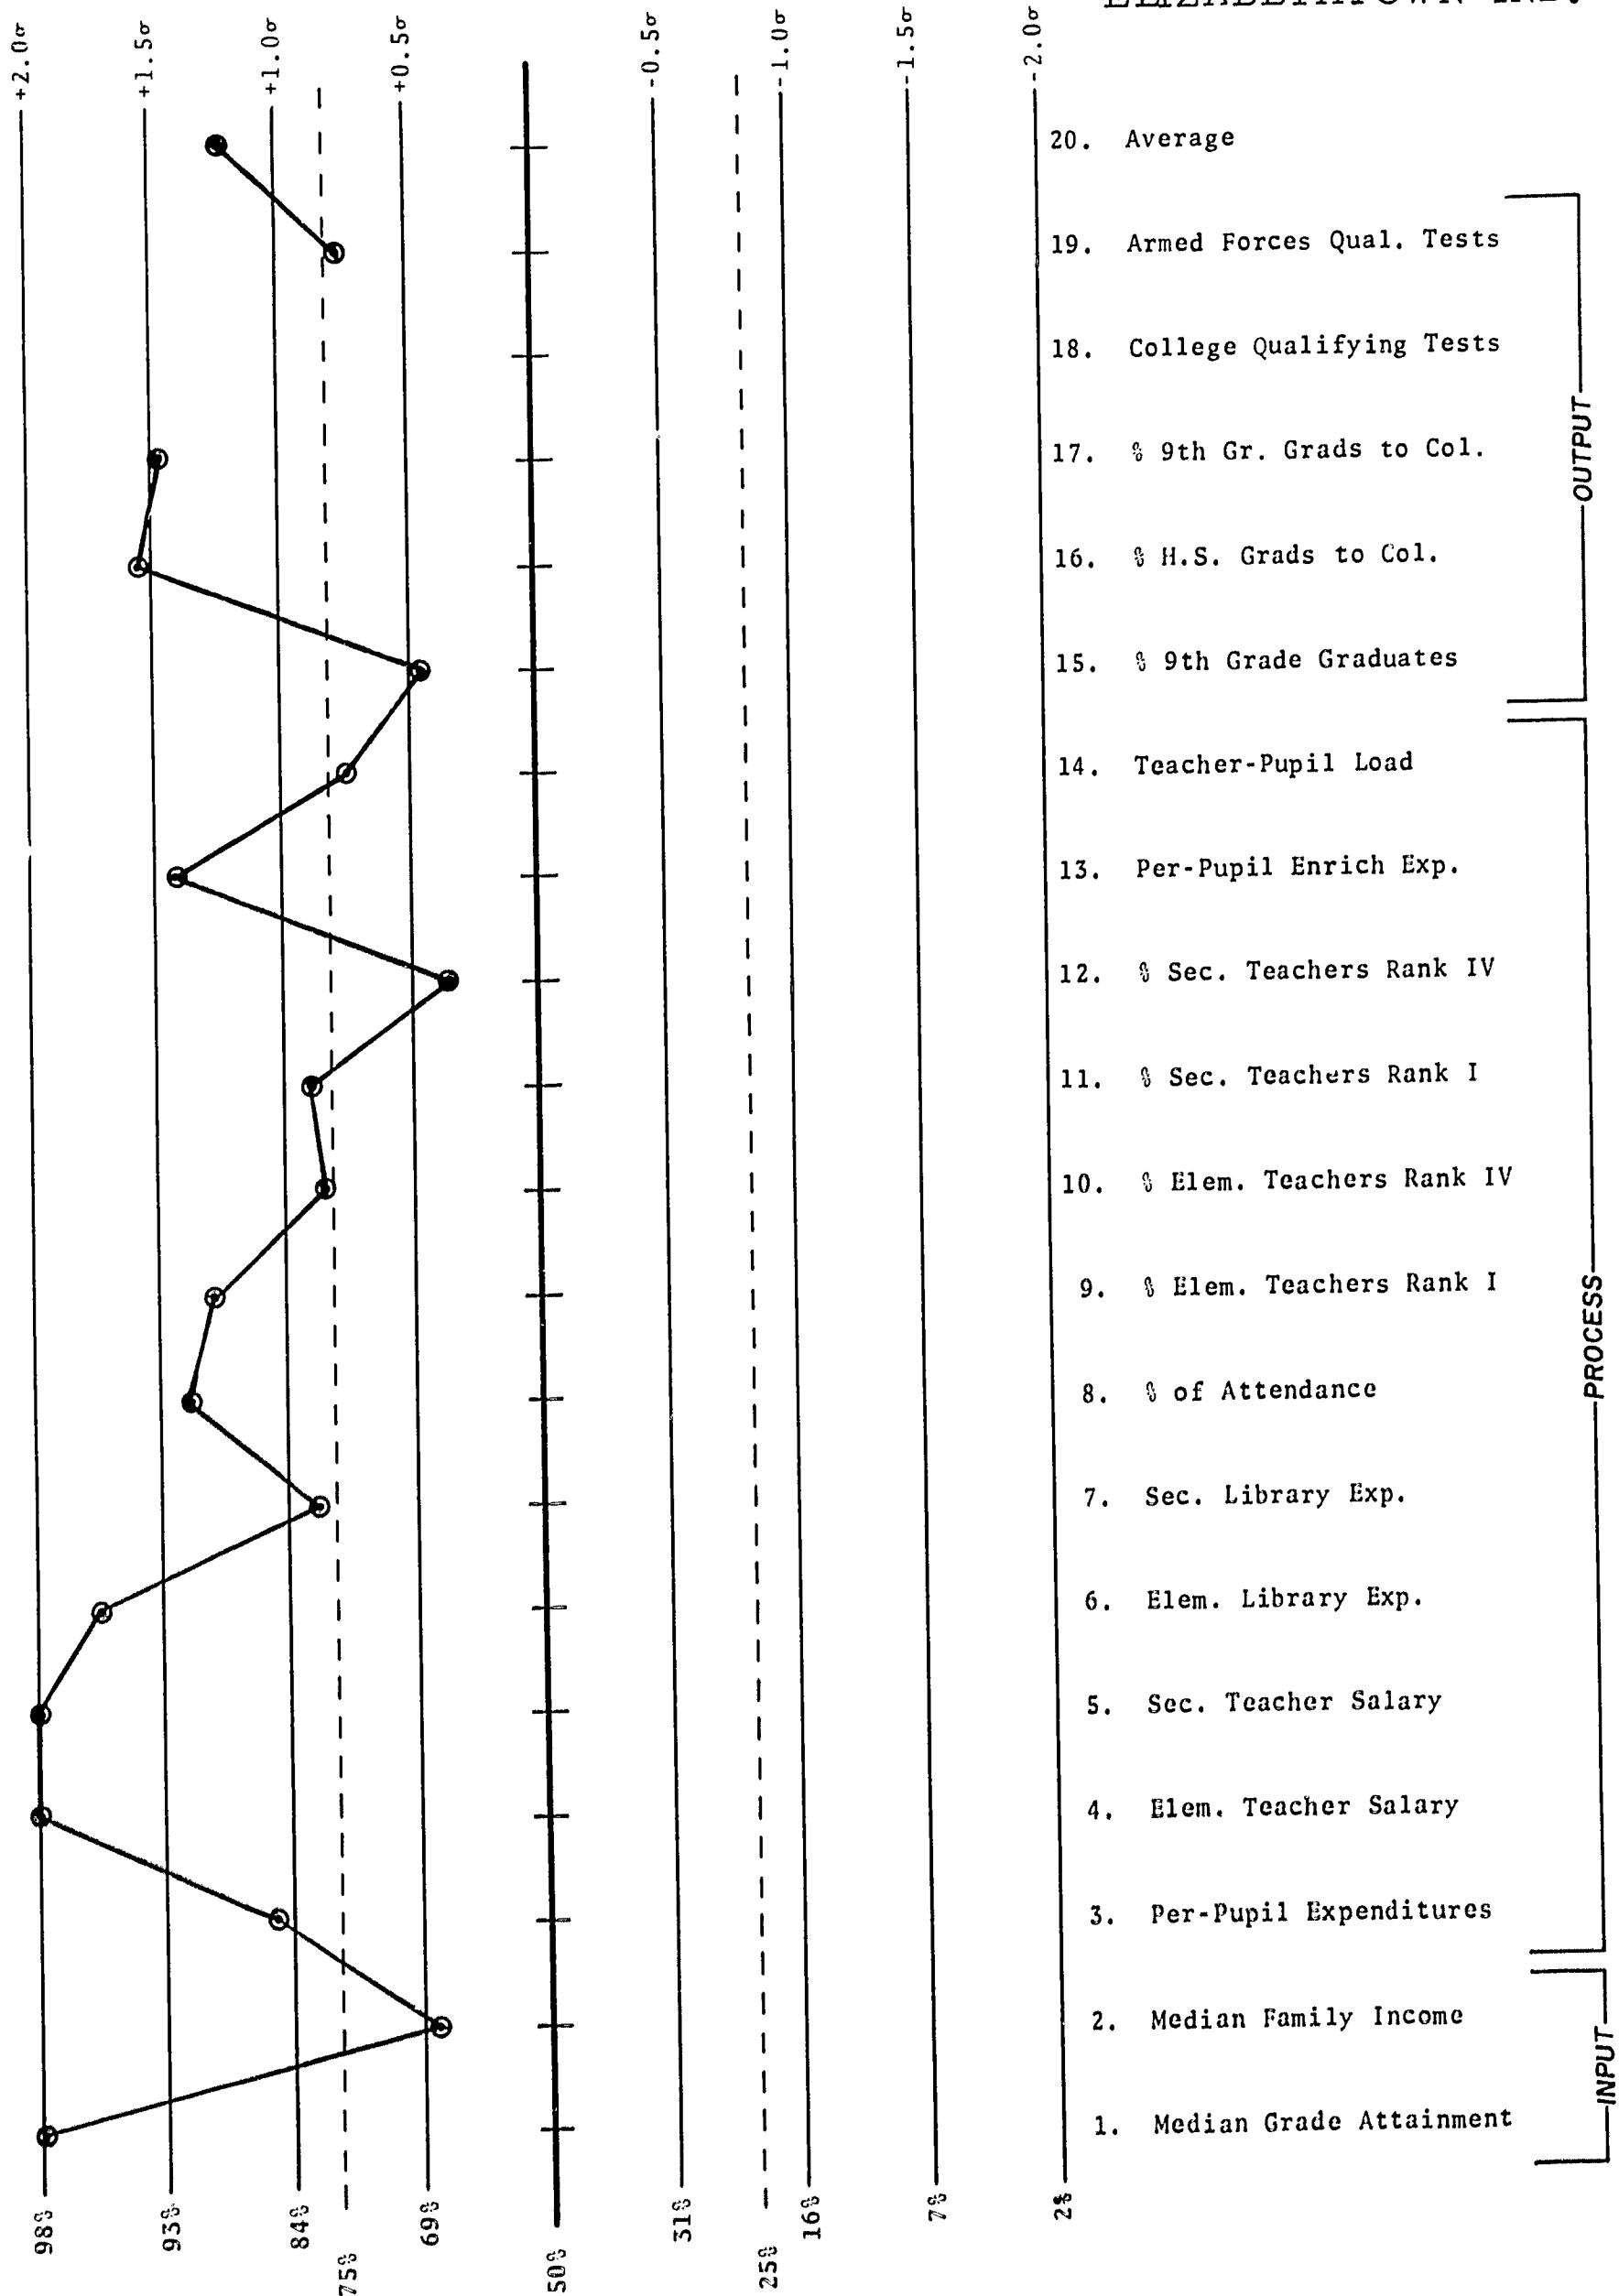 ELIZABETHTOWN IND.
+2.0σ
+1.5σ
+1.0σ
+0.5σ
-0.5σ
-1.0σ
-1.5σ
-2.0σ
20. Average
19. Armed Forces Qual. Tests
18. College Qualifying Tests
17. % 9th Gr. Grads to Col.
16. % H.S. Grads to Col.
15. % 9th Grade Graduates
14. Teacher-Pupil Load
13. Per-Pupil Enrich Exp.
12. % Sec. Teachers Rank IV
11. % Sec. Teachers Rank I
10. % Elem. Teachers Rank IV
9. % Elem. Teachers Rank I
8. % of Attendance
7. Sec. Library Exp.
6. Elem. Library Exp.
5. Sec. Teacher Salary
4. Elem. Teacher Salary
3. Per-Pupil Expenditures
2. Median Family Income
1. Median Grade Attainment
OUTPUT
PROCESS
INPUT
98%
93%
84%
75%
69%
50%
31%
25%
16%
7%
2%